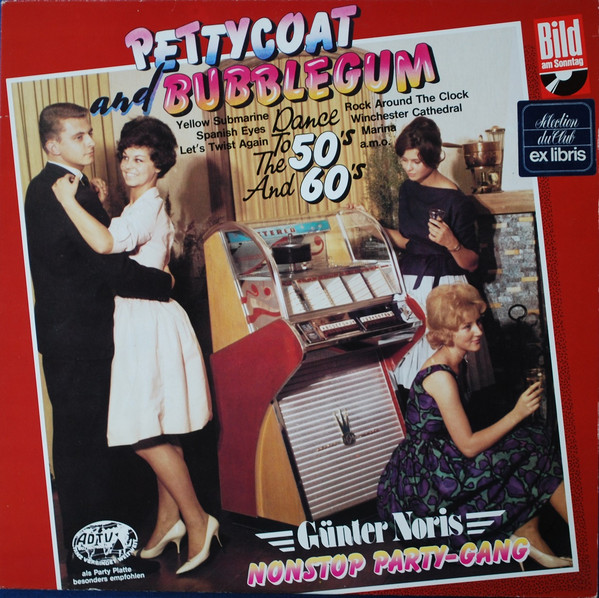 PETTYCOAT
and BUBBLEGUM
Yellow Submarine
Spanish Eyes
Let's Twist Again
Dance
To
The 50's
And 60's
Rock Around The Clock
Winchester Cathedral
Marina
a.m.o.
Bild
am Sonntag
Sélection
du Club
ex libris
ADTV
als Party Platte
besonders empfohlen
Günter Noris
NONSTOP PARTY-GANG